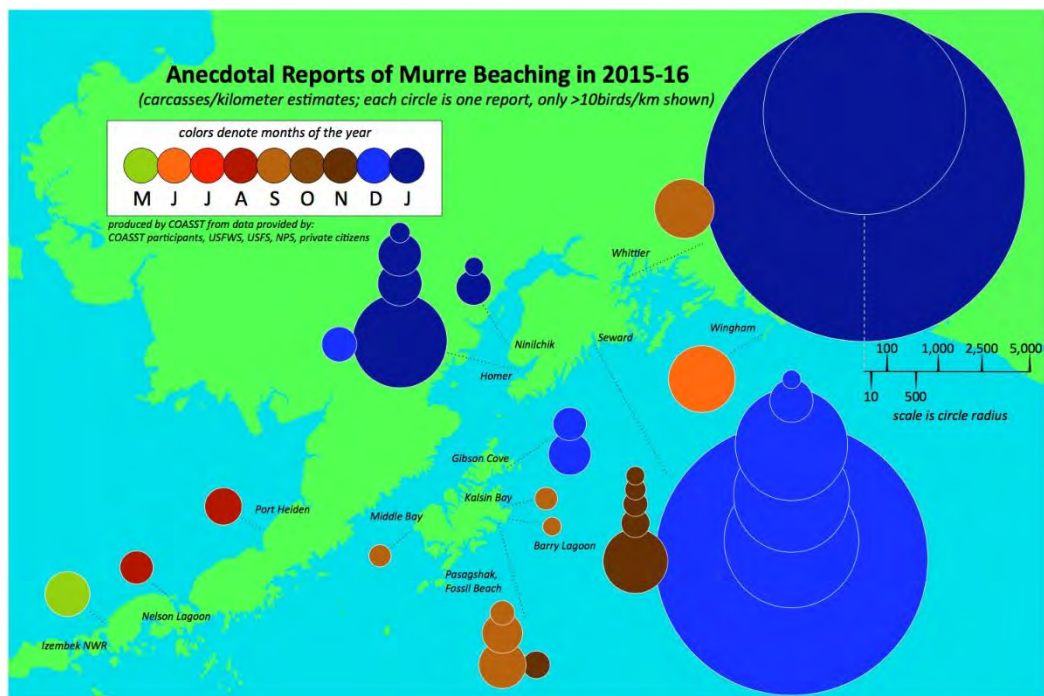 Anecdotal Reports of Murre Beaching in 2015-16
(carcasses/kilometer estimates; each circle is one report, only >10birds/km shown)
colors denote months of the year
M J J A S O N D J
produced by COASST from data provided by:
COASST participants, USFWS, USFS, NPS, private citizens
Whittier
Wingham
Seward
Ninilchik
Homer
100 1,000 2,500 5,000
10 500
scale is circle radius
Gibson Cove
Kalsin Bay
Middle Bay
Barry Lagoon
Port Heiden
Pasagshak,
Fossil Beach
Nelson Lagoon
Izembek NWR